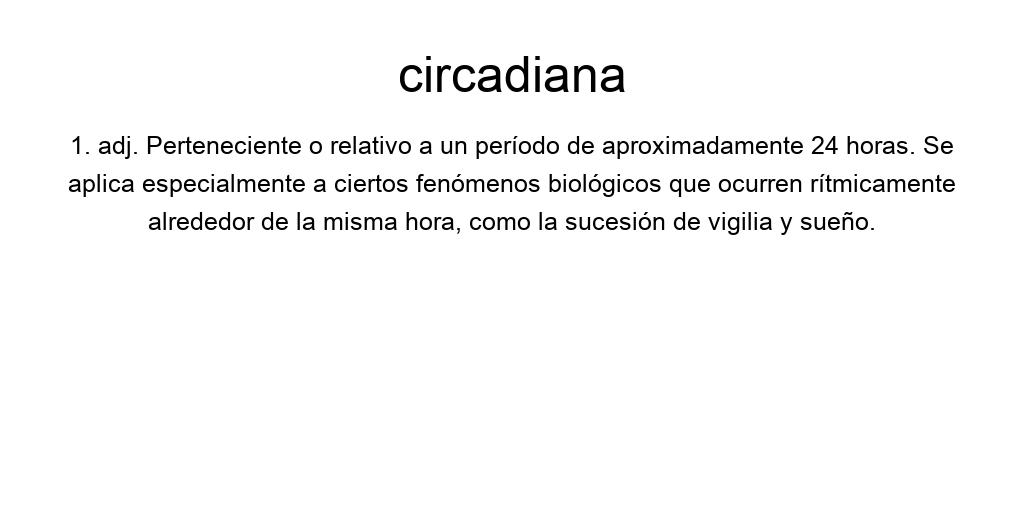 circadiana
1. adj. Perteneciente o relativo a un período de aproximadamente 24 horas. Se
aplica especialmente a ciertos fenómenos biológicos que ocurren rítmicamente
alrededor de la misma hora, como la sucesión de vigilia y sueño.